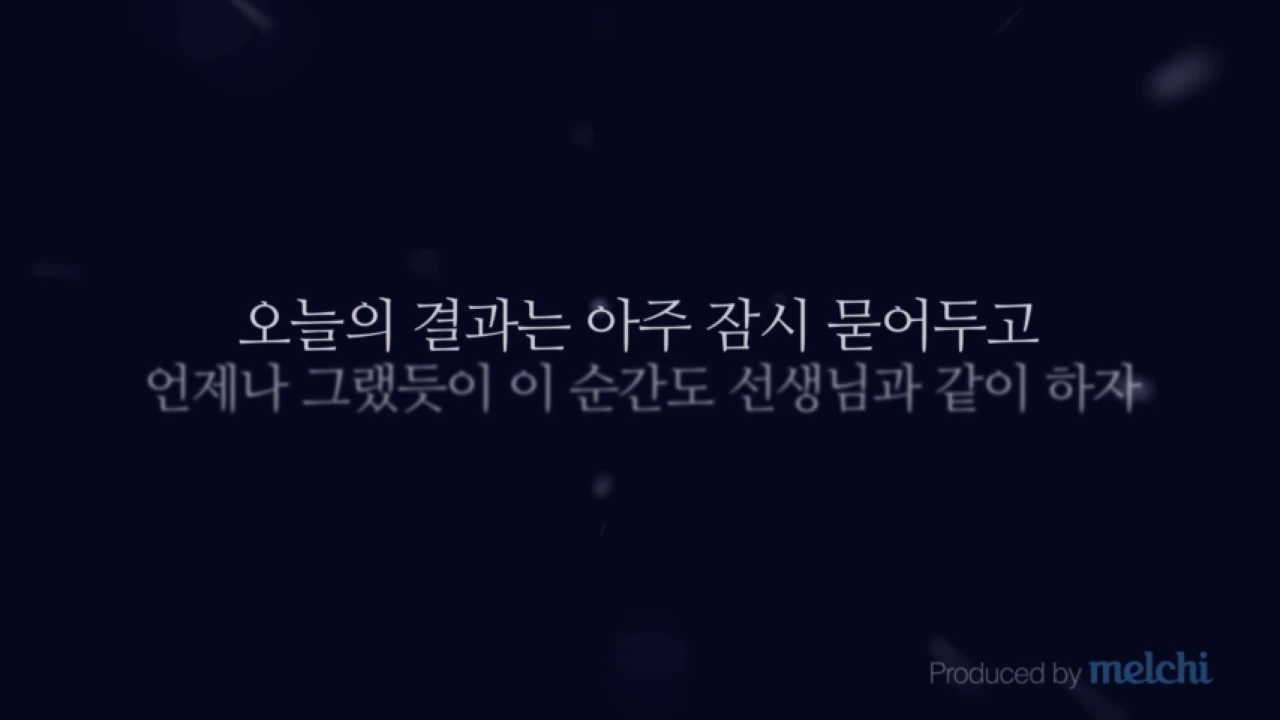 오늘의 결과는 아주 잠시 묻어두고
언제나 그랬듯이 이 순간도 선생님과 같이 하자
Produced by melchi